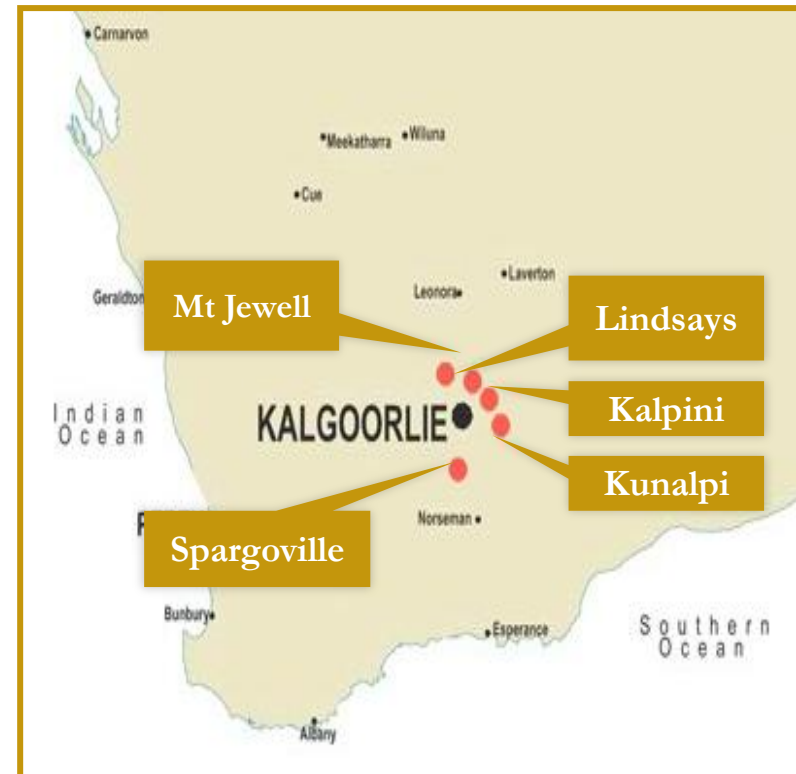 Carnarvon
Meekatharra
Wiluna
Cue
Laverton
Leonora
Geraldton
Mt Jewell
Lindsays
Kalpini
Kunalpi
KALGOORLIE
Indian
Ocean
Norseman
Spargoville
Bunbury
Esperance
Southern
Ocean
Albany